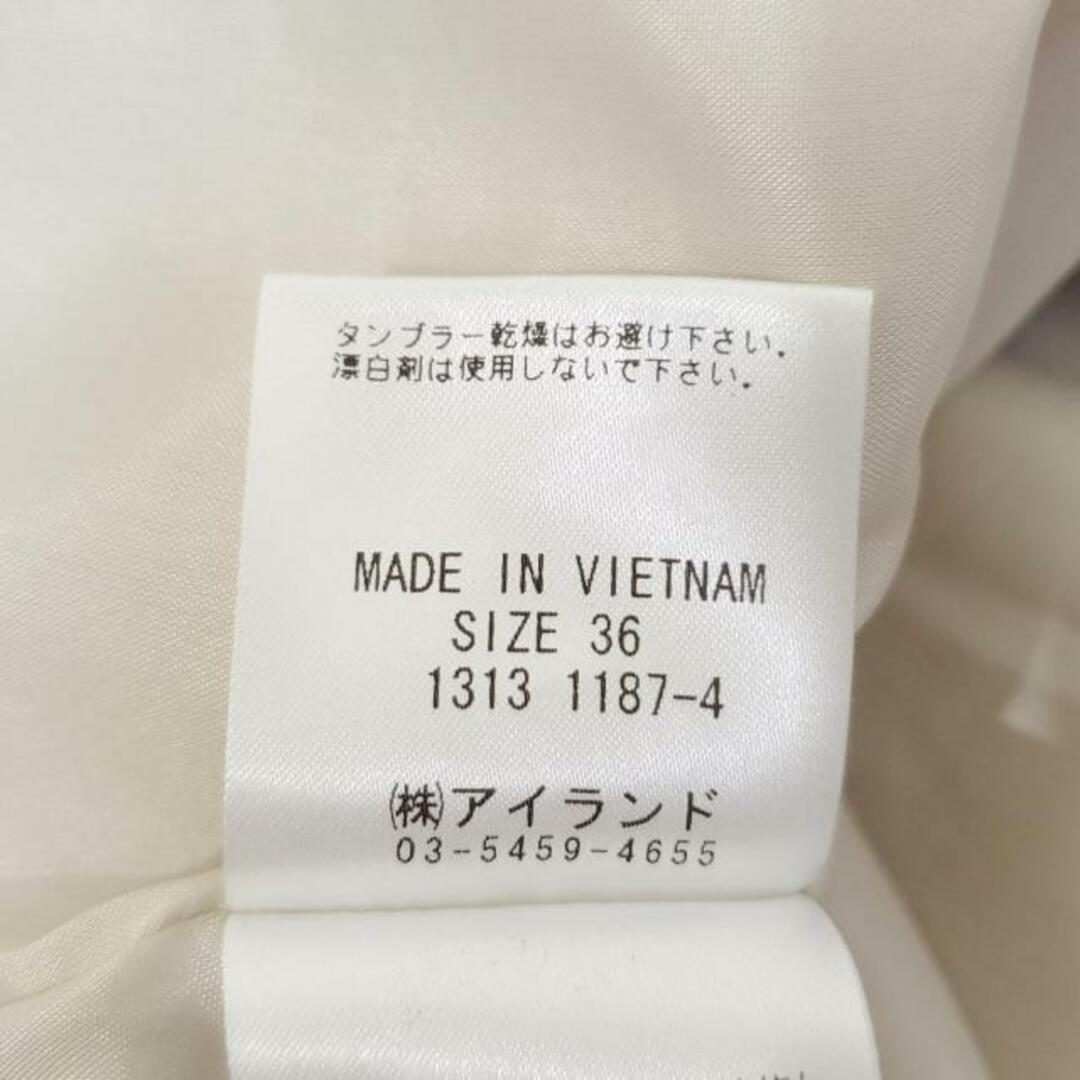 タンブラー乾燥はお避け下さい。
漂白剤は使用しないで下さい。
MADE IN VIETNAM
SIZE 36
1313 1187-4
㈱アイランド
03-5459-4655